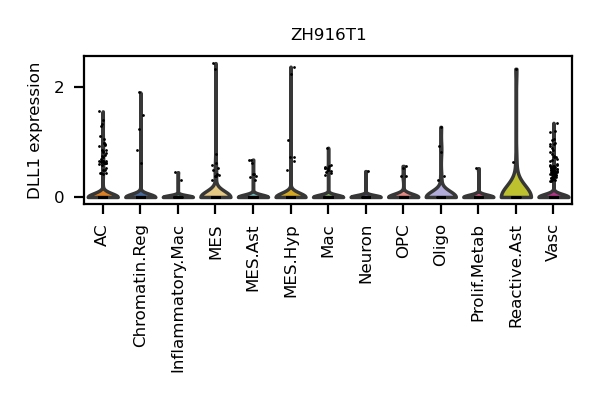 ZH916T1
DLL1 expression
2
0
AC
Chromatin.Reg
Inflammatory.Mac
MES
MES.Ast
MES.Hyp
Mac
Neuron
OPC
Oligo
Prolif.Metab
Reactive.Ast
Vasc